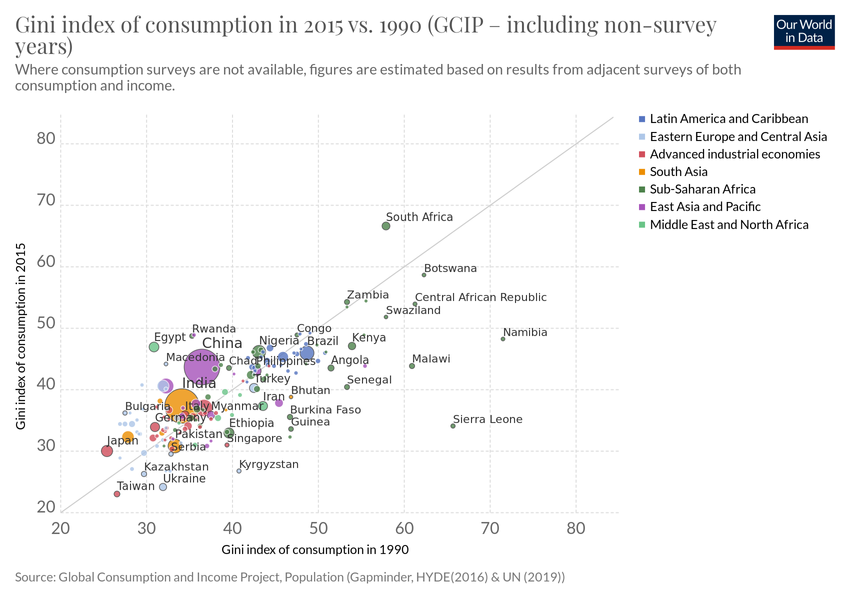 Gini index of consumption in 2015 vs. 1990 (GCIP – including non-survey
years)
Our World
in Data
Where consumption surveys are not available, figures are estimated based on results from adjacent surveys of both
consumption and income.
Latin America and Caribbean
Eastern Europe and Central Asia
Advanced industrial economies
South Asia
Sub-Saharan Africa
East Asia and Pacific
Middle East and North Africa
Gini index of consumption in 2015
80
70
60
50
40
30
20
South Africa
Botswana
Zambia
Central African Republic
Swaziland
Rwanda
Congo
Namibia
Egypt
China
Nigeria
Brazil
Kenya
Macedonia
Chad
Philippines
Angola
Malawi
India
Turkey
Senegal
Bhutan
Iran
Bulgaria
Italy
Myanmar
Burkina Faso
Germany
Ethiopia
Guinea
Sierra Leone
Japan
Pakistan
Singapore
Serbia
Kazakhstan
Kyrgyzstan
Ukraine
Taiwan
20
30
40
50
60
70
80
Gini index of consumption in 1990
Source: Global Consumption and Income Project, Population (Gapminder, HYDE(2016) & UN (2019))